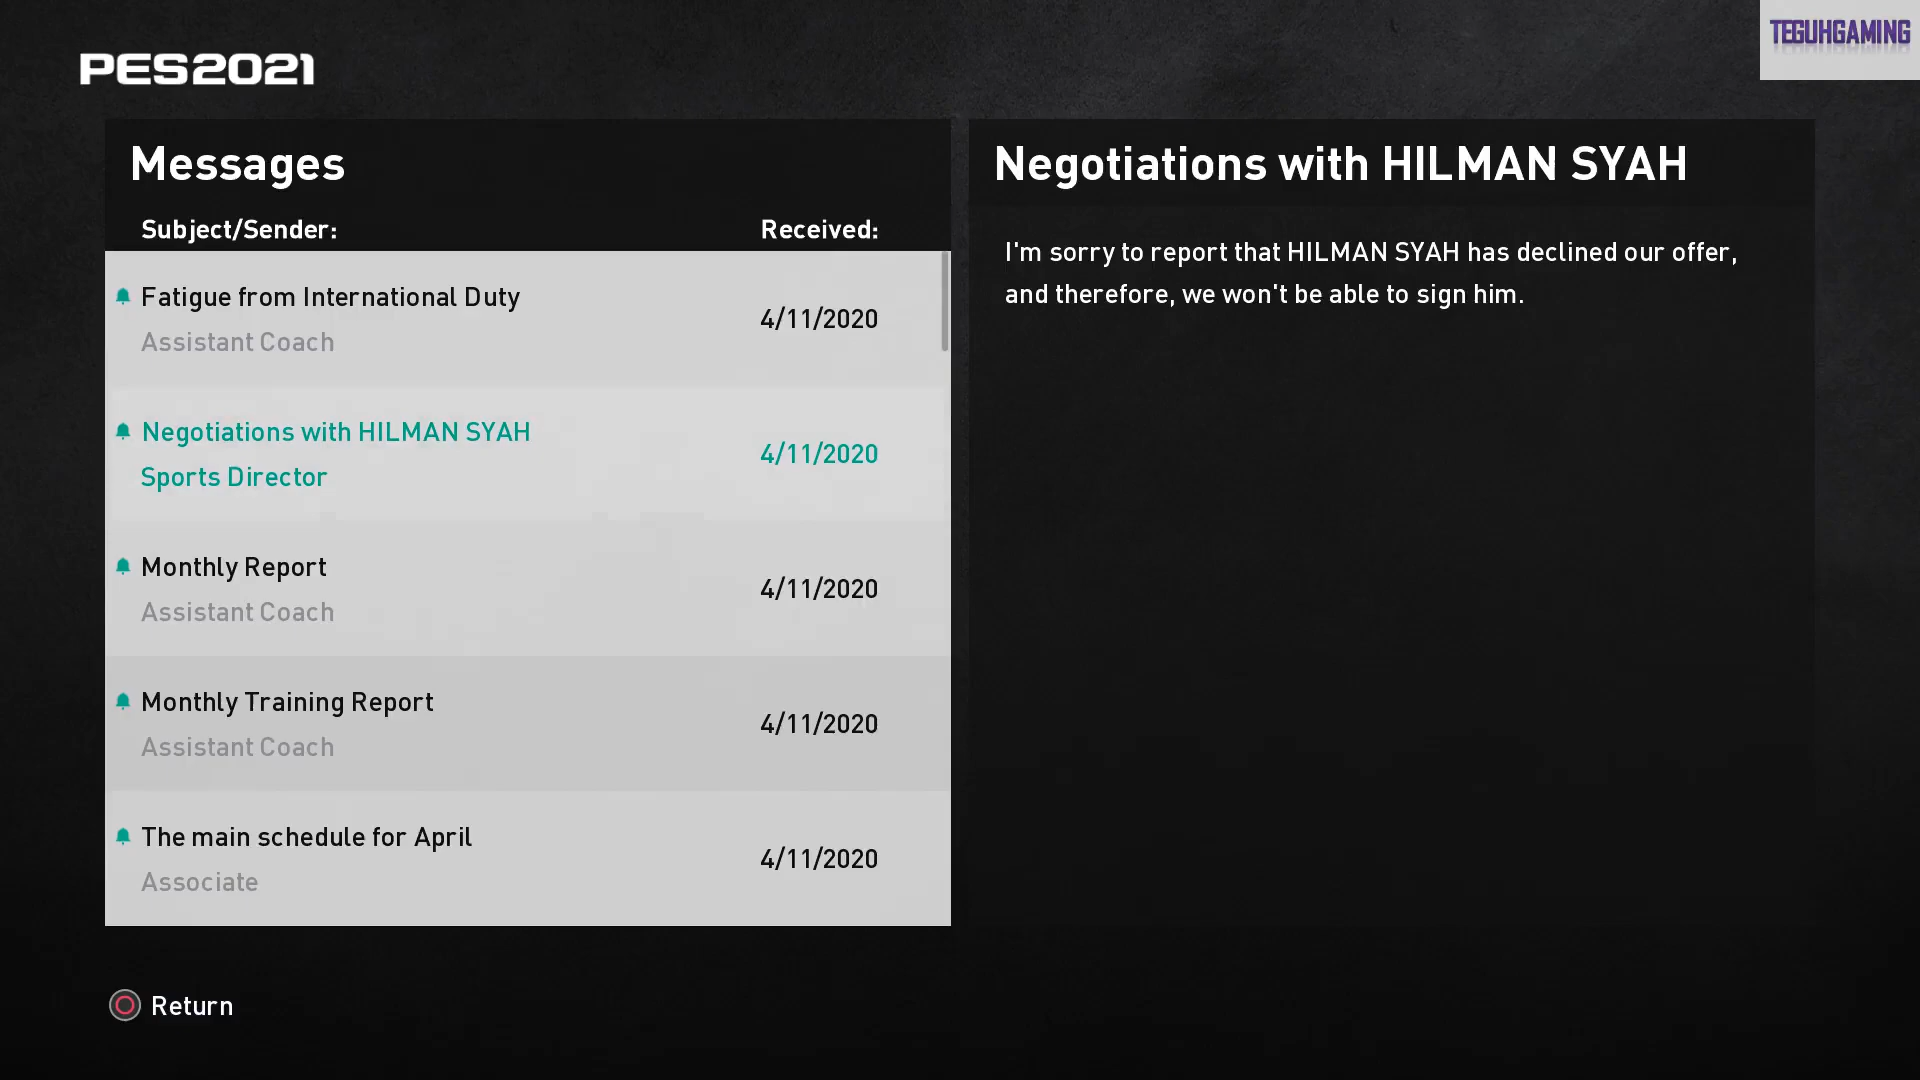 TEGUHGAMING
PES2021
Messages
Subject/Sender:
Received:
Fatigue from International Duty
Assistant Coach
4/11/2020
Negotiations with HILMAN SYAH
Sports Director
4/11/2020
Monthly Report
Assistant Coach
4/11/2020
Monthly Training Report
Assistant Coach
4/11/2020
The main schedule for April
Associate
4/11/2020
Negotiations with HILMAN SYAH
I'm sorry to report that HILMAN SYAH has declined our offer,
and therefore, we won't be able to sign him.
Return